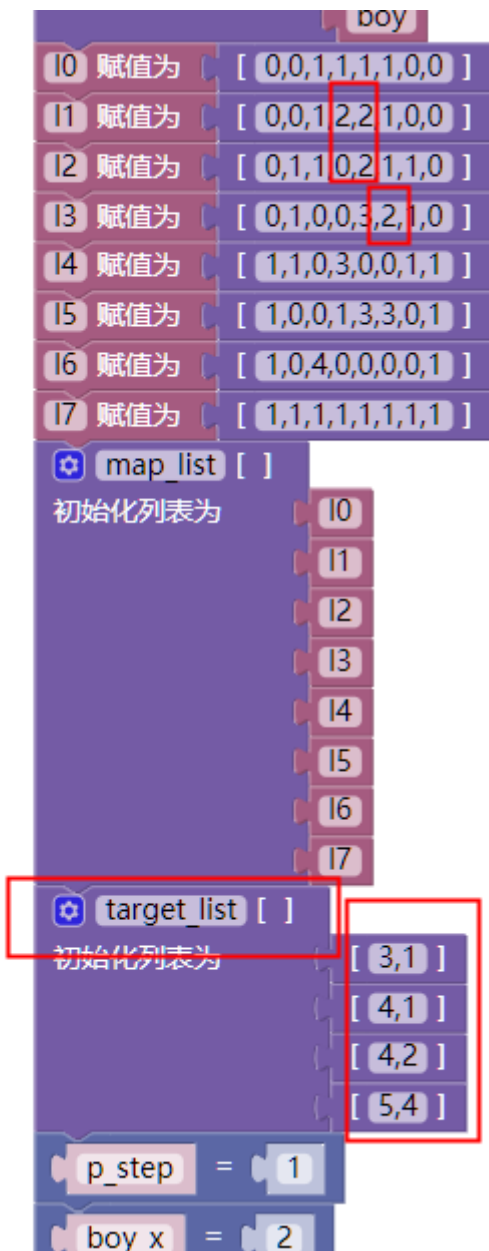 boy
l0 赋值为 [ 0,0,1,1,1,1,0,0 ]
l1 赋值为 [ 0,0,1,2,2,1,0,0 ]
l2 赋值为 [ 0,1,1,0,2,1,1,0 ]
l3 赋值为 [ 0,1,0,0,3,2,1,0 ]
l4 赋值为 [ 1,1,0,3,0,0,1,1 ]
l5 赋值为 [ 1,0,0,1,3,3,0,1 ]
l6 赋值为 [ 1,0,4,0,0,0,0,1 ]
l7 赋值为 [ 1,1,1,1,1,1,1,1 ]
map_list [ ]
初始化列表为 l0
l1
l2
l3
l4
l5
l6
l7
target_list [ ]
初始化列表为 [ 3,1 ]
[ 4,1 ]
[ 4,2 ]
[ 5,4 ]
p_step = 1
boy_x = 2